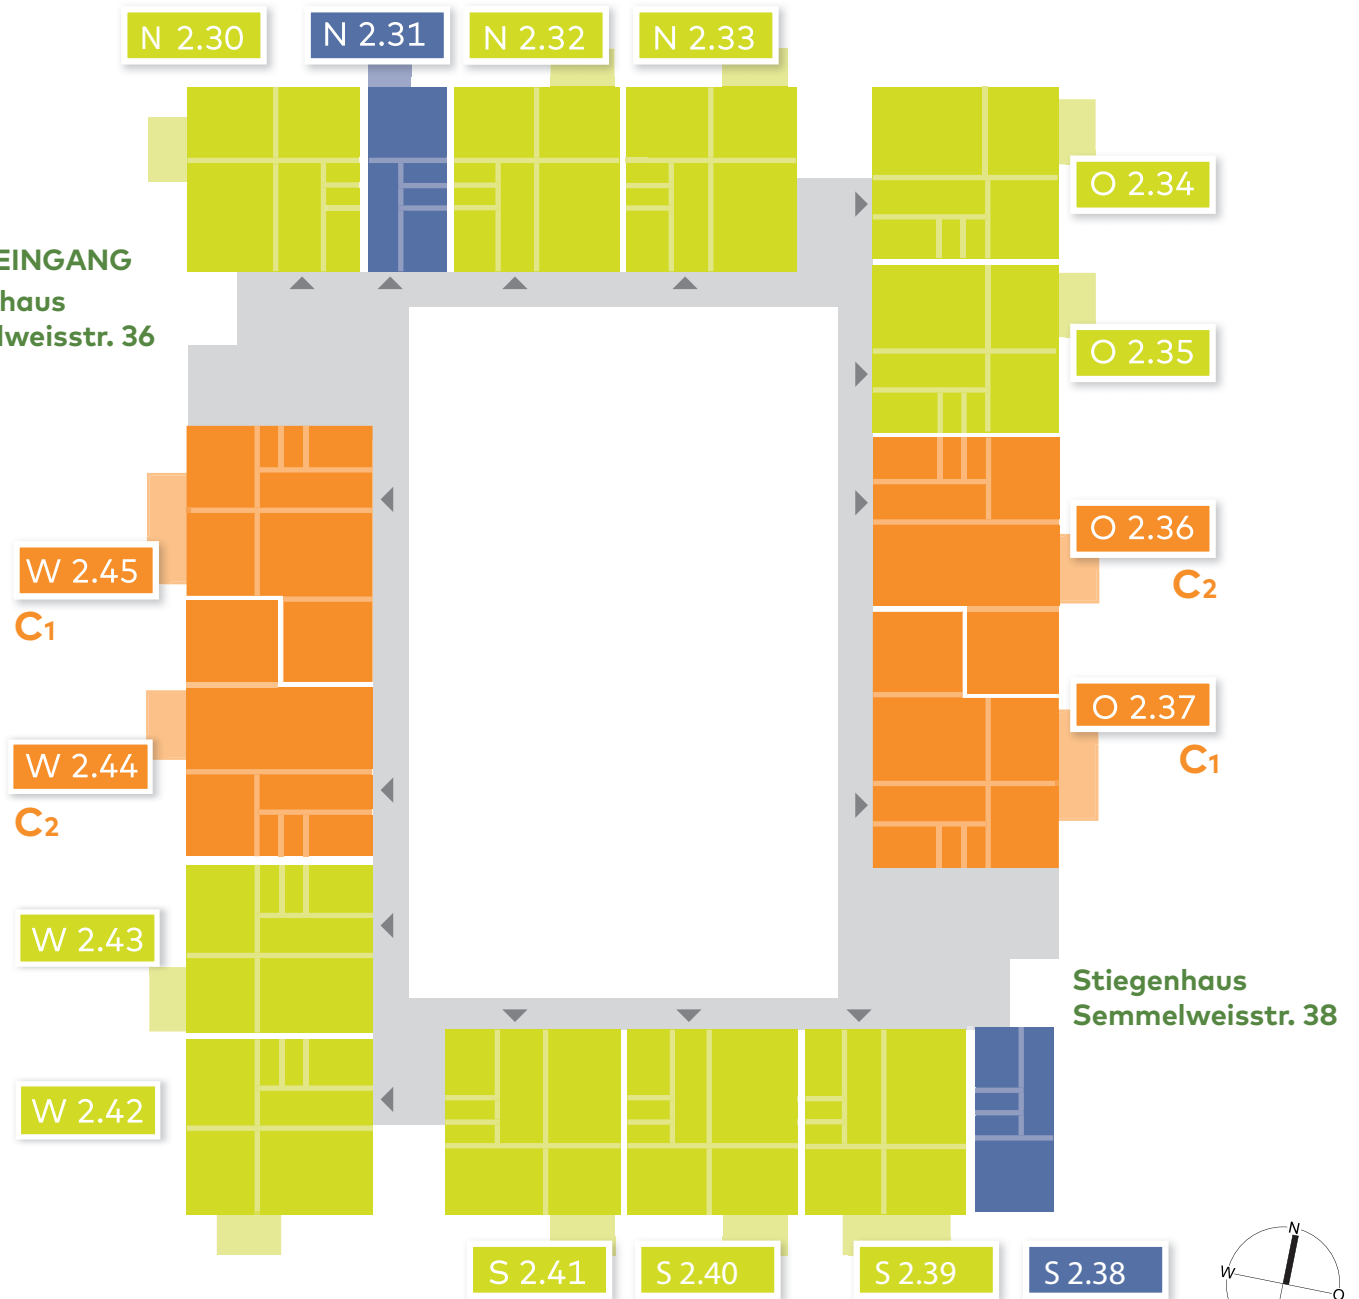 N 2.30
N 2.31
N 2.32
N 2.33
O 2.34
EINGANG
haus
lweisstr. 36
O 2.35
O 2.36
C2
W 2.45
C1
O 2.37
C1
W 2.44
C2
W 2.43
Stiegenhaus
Semmelweisstr. 38
W 2.42
S 2.41
S 2.40
S 2.39
S 2.38
N
W
O